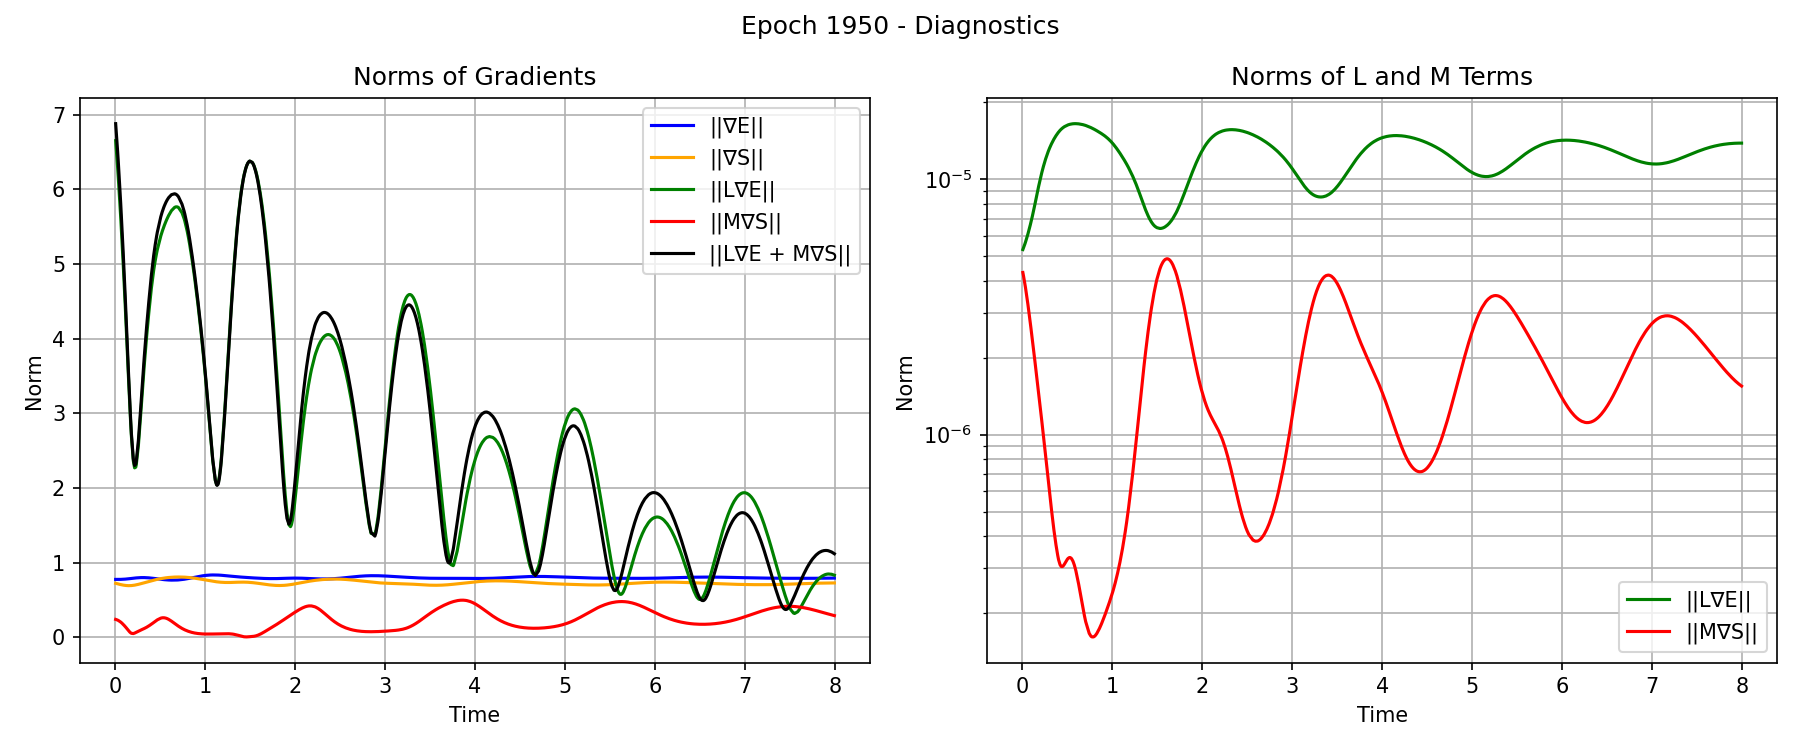 Epoch 1950 - Diagnostics
Norms of Gradients
7
6
5
4
3
2
1
0
Norm
0 1 2 3 4 5 6 7 8
Time
||∇E||
||∇S||
||L∇E||
||M∇S||
||L∇E + M∇S||
Norms of L and M Terms
10⁻⁵
10⁻⁶
Norm
0 1 2 3 4 5 6 7 8
Time
||L∇E||
||M∇S||